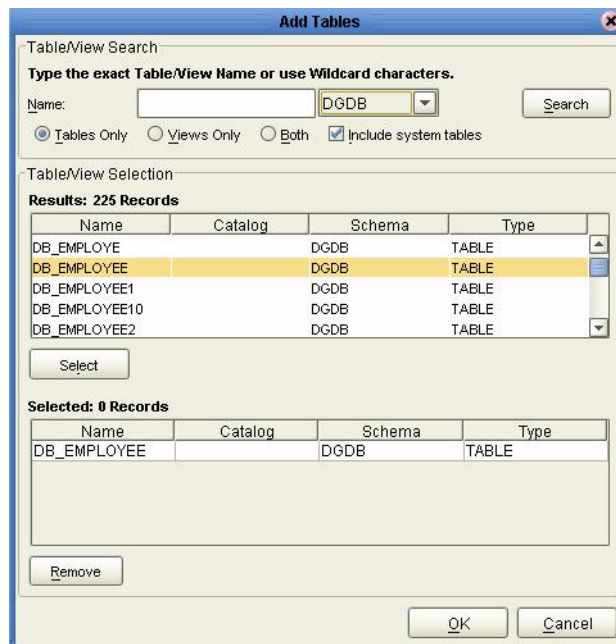 Add Tables
Table/View Search
Type the exact Table/View Name or use Wildcard characters.
Name: DGDB Search
Tables Only Views Only Both Include system tables
Table/View Selection
Results: 225 Records
Name Catalog Schema Type
DB_EMPLOYE DGDB TABLE
DB_EMPLOYEE DGDB TABLE
DB_EMPLOYEE1 DGDB TABLE
DB_EMPLOYEE10 DGDB TABLE
DB_EMPLOYEE2 DGDB TABLE
Select
Selected: 0 Records
Name Catalog Schema Type
DB_EMPLOYEE DGDB TABLE
Remove
OK Cancel